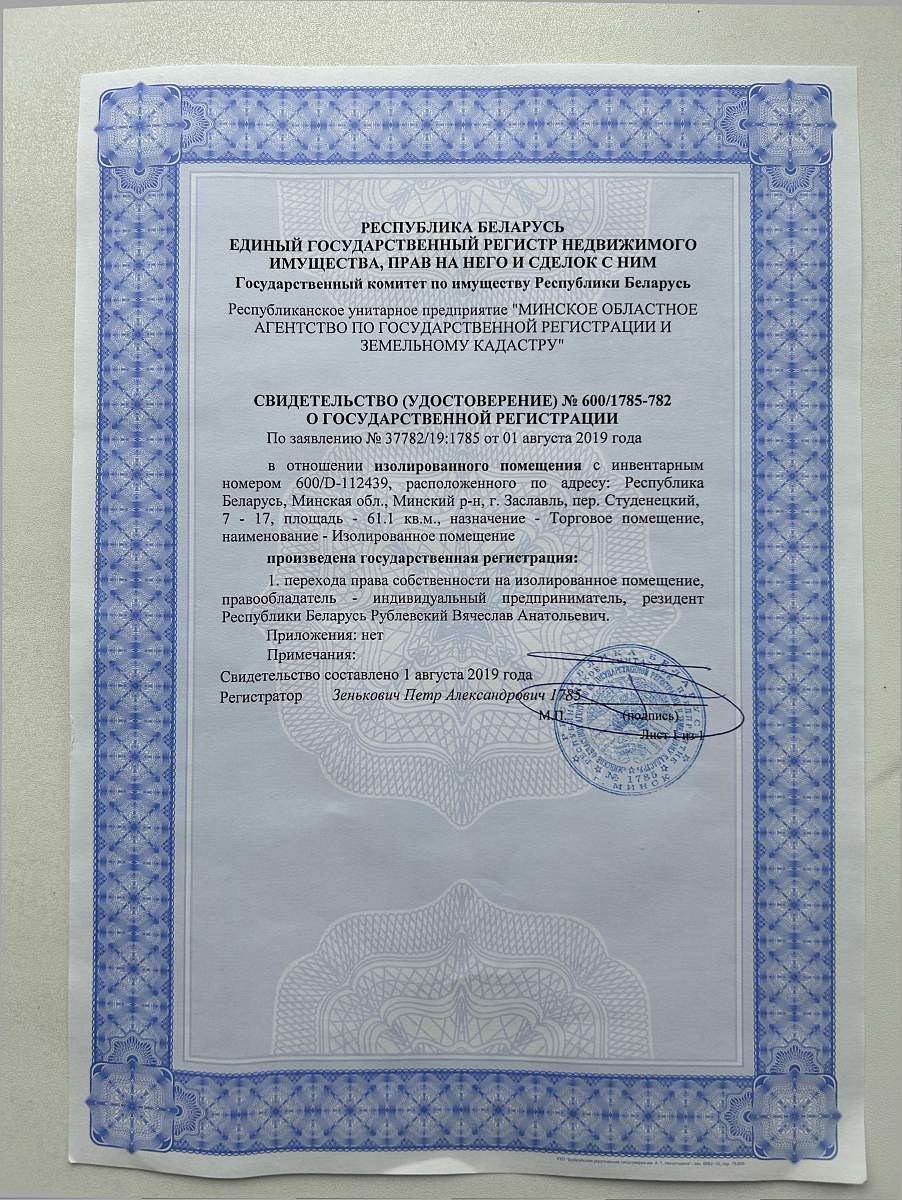 РЕСПУБЛИКА БЕЛАРУСЬ
ЕДИНЫЙ ГОСУДАРСТВЕННЫЙ РЕГИСТР НЕДВИЖИМОГО
ИМУЩЕСТВА, ПРАВ НА НЕГО И СДЕЛОК С НИМ
Государственный комитет по имуществу Республики Беларусь
Республиканское унитарное предприятие "МИНСКОЕ ОБЛАСТНОЕ
АГЕНТСТВО ПО ГОСУДАРСТВЕННОЙ РЕГИСТРАЦИИ И
ЗЕМЕЛЬНОМУ КАДАСТРУ"
СВИДЕТЕЛЬСТВО (УДОСТОВЕРЕНИЕ) № 600/1785-782
О ГОСУДАРСТВЕННОЙ РЕГИСТРАЦИИ
По заявлению № 37782/19:1785 от 01 августа 2019 года
в отношении изолированного помещения с инвентарным
номером 600/D-112439, расположенного по адресу: Республика
Беларусь, Минская обл., Минский р-н, г. Заславль, пер. Студенецкий,
7 - 17, площадь - 61.1 кв.м., назначение - Торговое помещение,
наименование - Изолированное помещение
произведена государственная регистрация:
1. перехода права собственности на изолированное помещение,
правообладатель - индивидуальный предприниматель, резидент
Республики Беларусь Рублевский Вячеслав Анатольевич.
Приложения: нет
Примечания:
Свидетельство составлено 1 августа 2019 года
Регистратор Зенькович Петр Александрович 1785
М.П. (подпись)
Лист 1 из 1
№ 1785
г. МИНСК